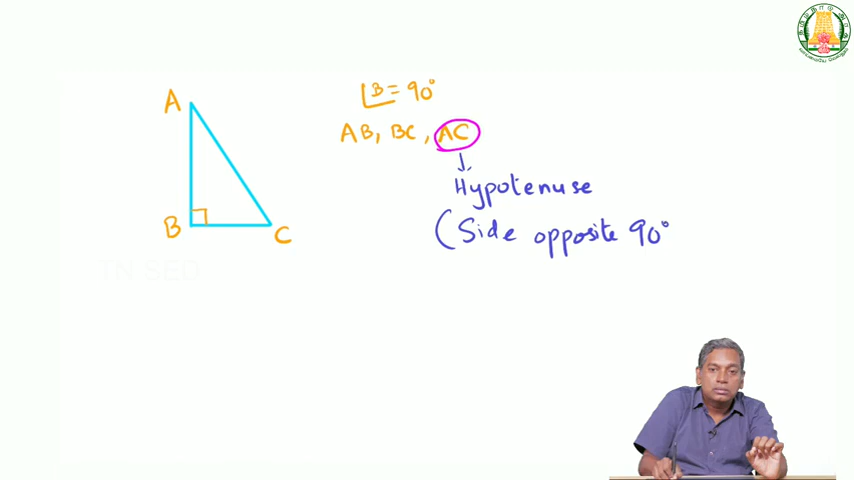 A
B
C
∠B = 90°
AB, BC, AC
Hypotenuse
(Side opposite 90°
TN SED